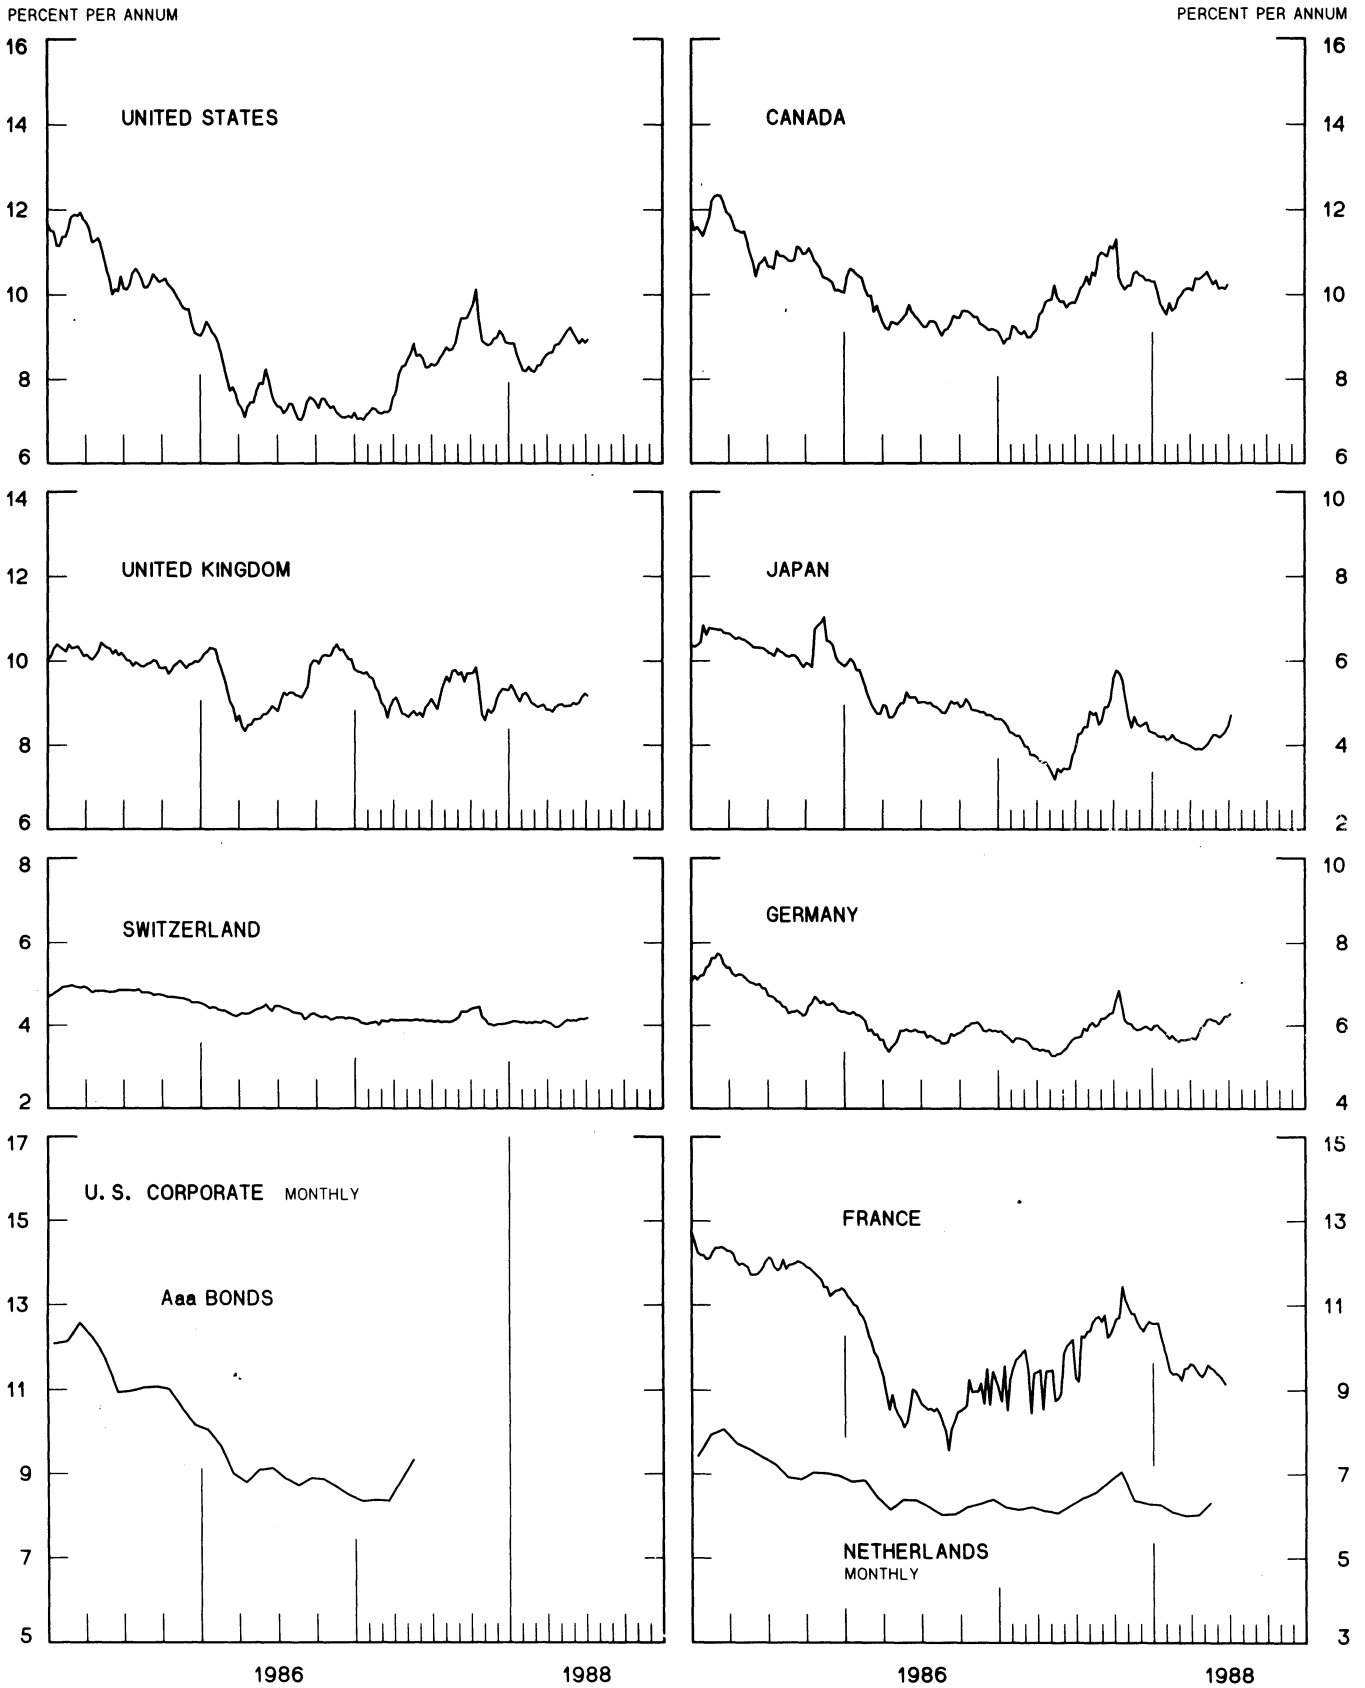 PERCENT PER ANNUM PERCENT PER ANNUM
16 16
UNITED STATES CANADA
14 14
12 12
10 10
8 8
6 6
14 10
UNITED KINGDOM JAPAN
12 8
10 6
8 4
6 2
8 10
SWITZERLAND GERMANY
6 8
4 6
2 4
17 15
U.S. CORPORATE MONTHLY
15 13
FRANCE
Aaa BONDS
13 11
11 9
9 7
NETHERLANDS
7 5
MONTHLY
5 3
1986 1988 1986 1988